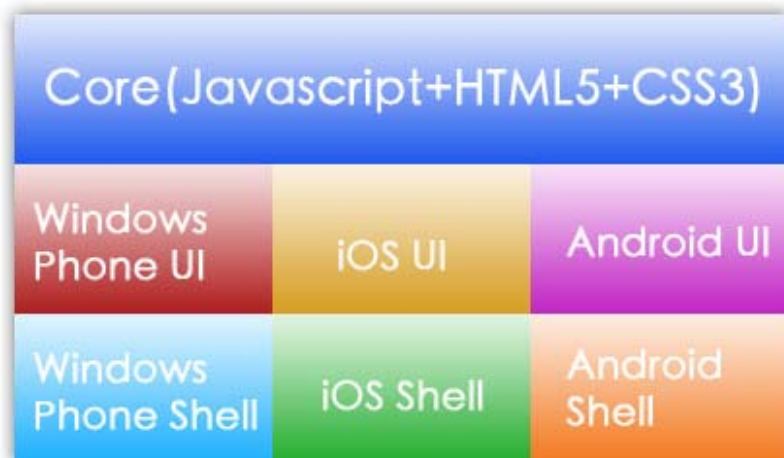 Core(Javascript+HTML5+CSS3)
Windows
Phone UI
iOS UI
Android UI
Windows
Phone Shell
iOS Shell
Android
Shell